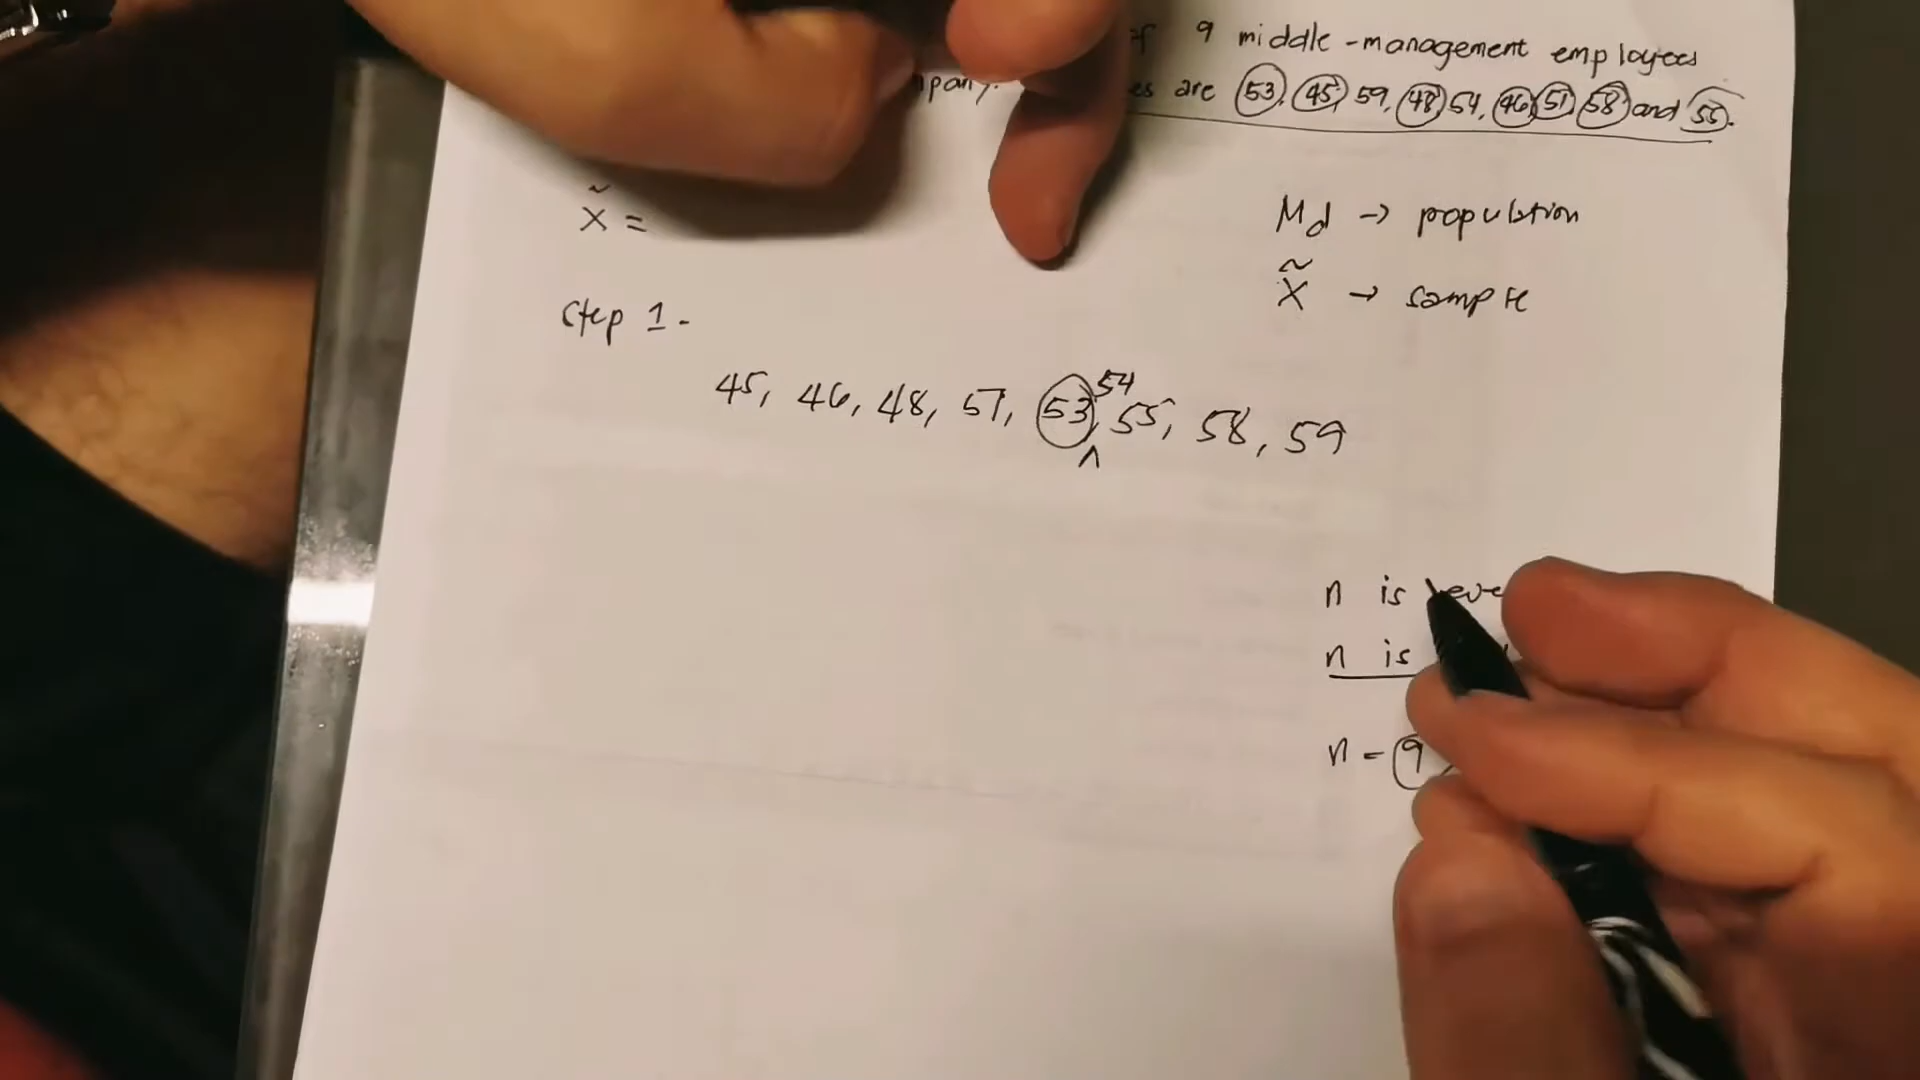 of 9 middle-management employees
are 53, 45, 59, 48, 54, 46, 51, 58 and 55.
x̃ =
Md → population
x̃ → sample
Step 1 -
54
45, 46, 48, 51, 53, 55, 58, 59
^
n is
n is
n = 9